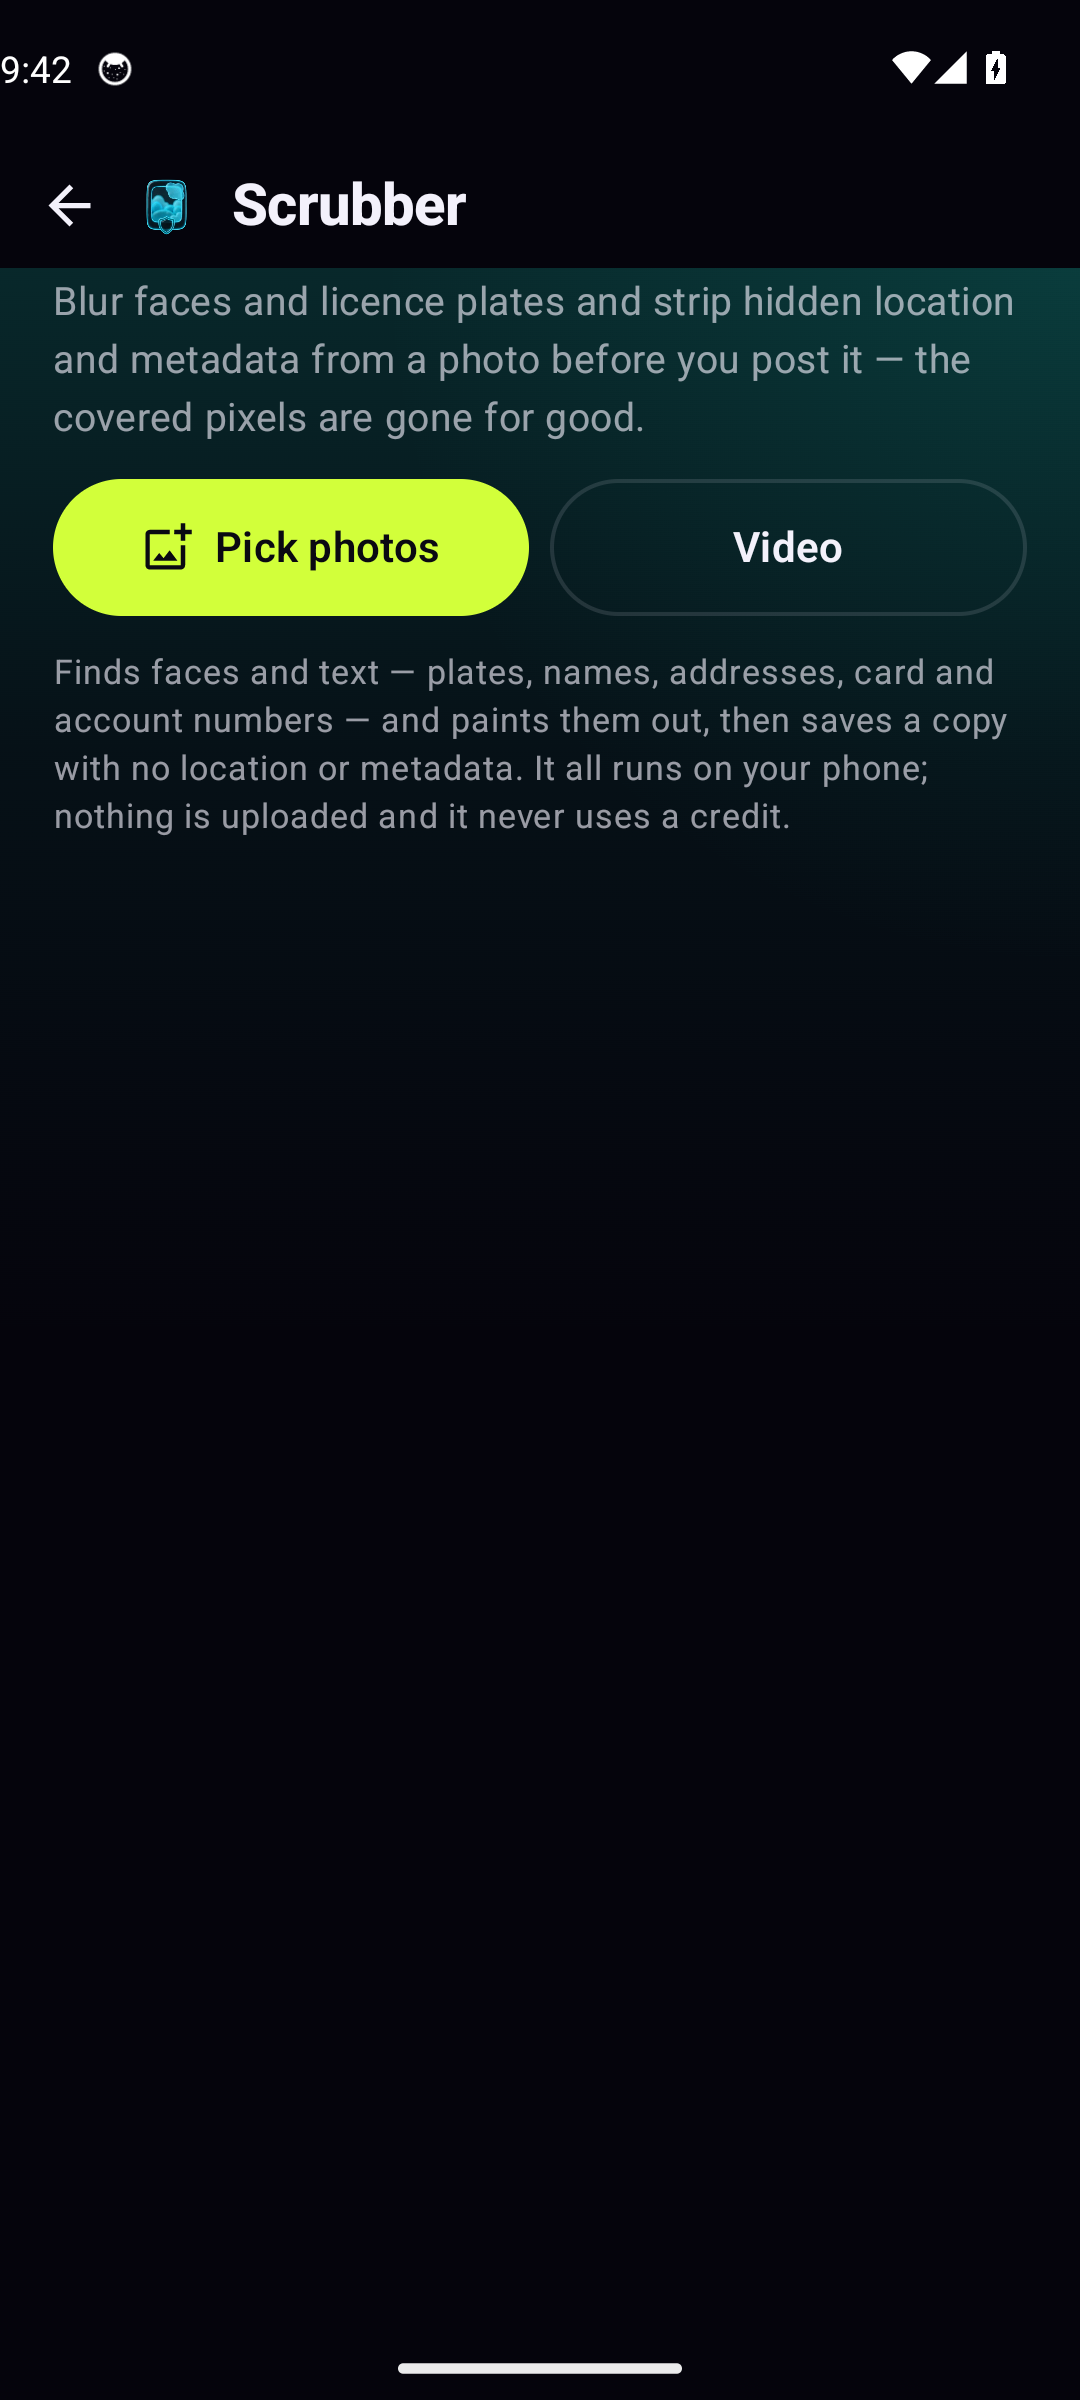 9:42
Scrubber
Blur faces and licence plates and strip hidden location
and metadata from a photo before you post it — the
covered pixels are gone for good.
Pick photos
Video
Finds faces and text — plates, names, addresses, card and
account numbers — and paints them out, then saves a copy
with no location or metadata. It all runs on your phone;
nothing is uploaded and it never uses a credit.